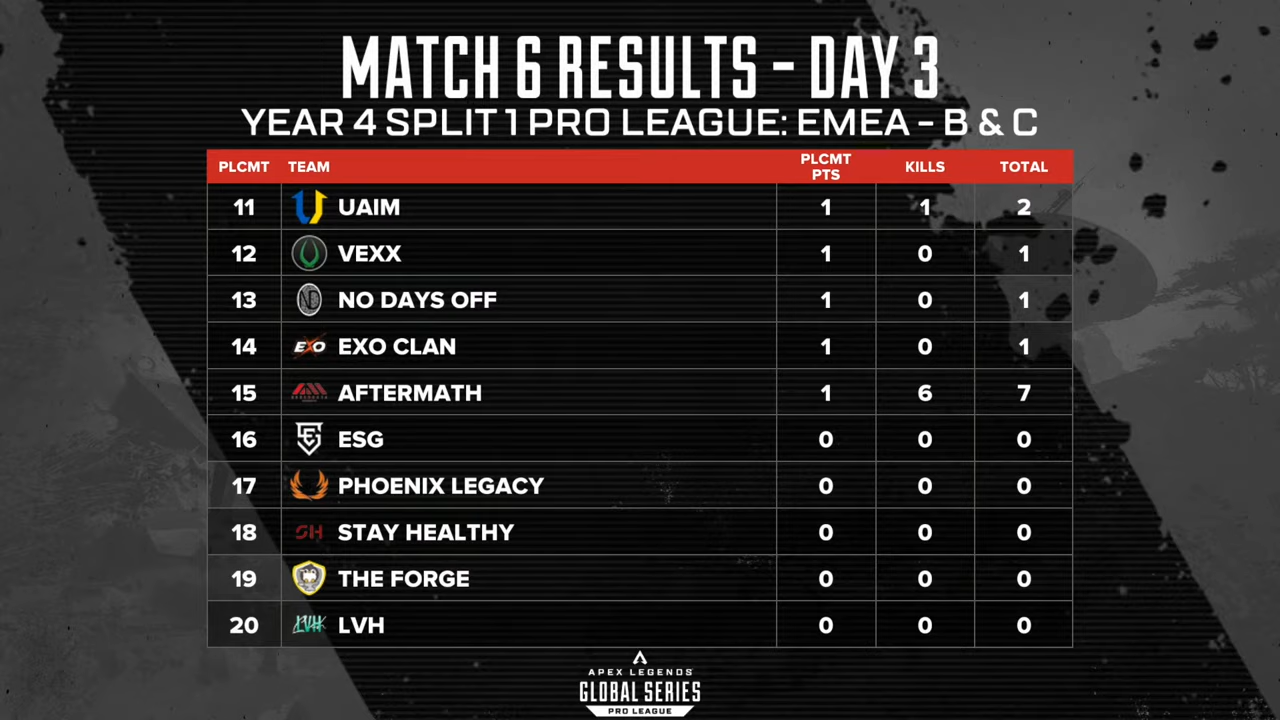 MATCH 6 RESULTS - DAY 3
YEAR 4 SPLIT 1 PRO LEAGUE: EMEA - B & C
PLCMT TEAM PLCMT PTS KILLS TOTAL
11 UAIM 1 1 2
12 VEXX 1 0 1
13 NO DAYS OFF 1 0 1
14 EXO EXO CLAN 1 0 1
15 AFTERMATH 1 6 7
16 ESG 0 0 0
17 PHOENIX LEGACY 0 0 0
18 SH STAY HEALTHY 0 0 0
19 THE FORGE 0 0 0
20 LVH LVH 0 0 0
APEX LEGENDS
GLOBAL SERIES
PRO LEAGUE